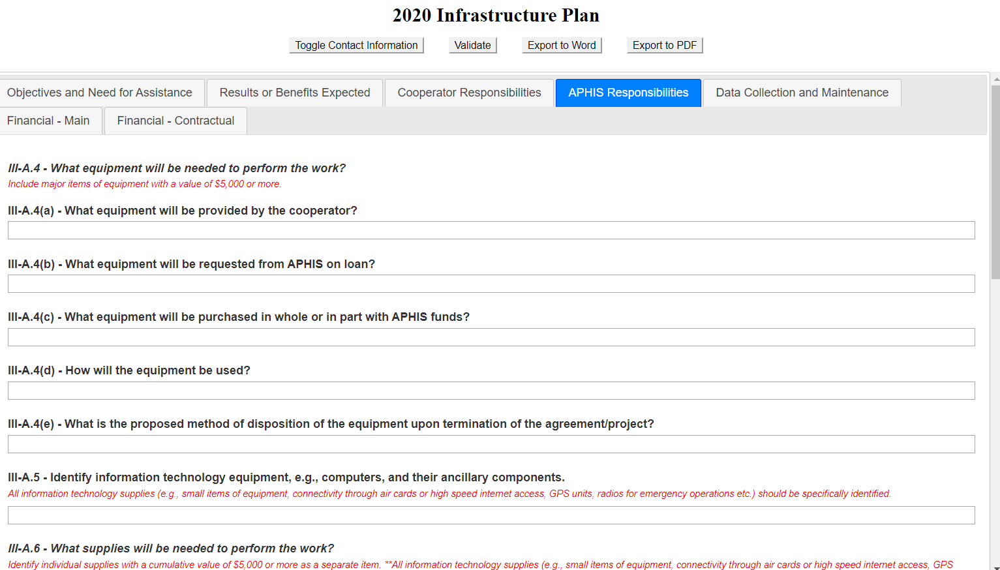 2020 Infrastructure Plan
Toggle Contact Information Validate Export to Word Export to PDF
Objectives and Need for Assistance Results or Benefits Expected Cooperator Responsibilities APHIS Responsibilities Data Collection and Maintenance
Financial - Main Financial - Contractual
III-A.4 - What equipment will be needed to perform the work?
Include major items of equipment with a value of $5,000 or more.
III-A.4(a) - What equipment will be provided by the cooperator?
III-A.4(b) - What equipment will be requested from APHIS on loan?
III-A.4(c) - What equipment will be purchased in whole or in part with APHIS funds?
III-A.4(d) - How will the equipment be used?
III-A.4(e) - What is the proposed method of disposition of the equipment upon termination of the agreement/project?
III-A.5 - Identify information technology equipment, e.g., computers, and their ancillary components.
All information technology supplies (e.g., small items of equipment, connectivity through air cards or high speed internet access, GPS units, radios for emergency operations etc.) should be specifically identified.
III-A.6 - What supplies will be needed to perform the work?
Identify individual supplies with a cumulative value of $5,000 or more as a separate item. **All information technology supplies (e.g., small items of equipment, connectivity through air cards or high speed internet access, GPS